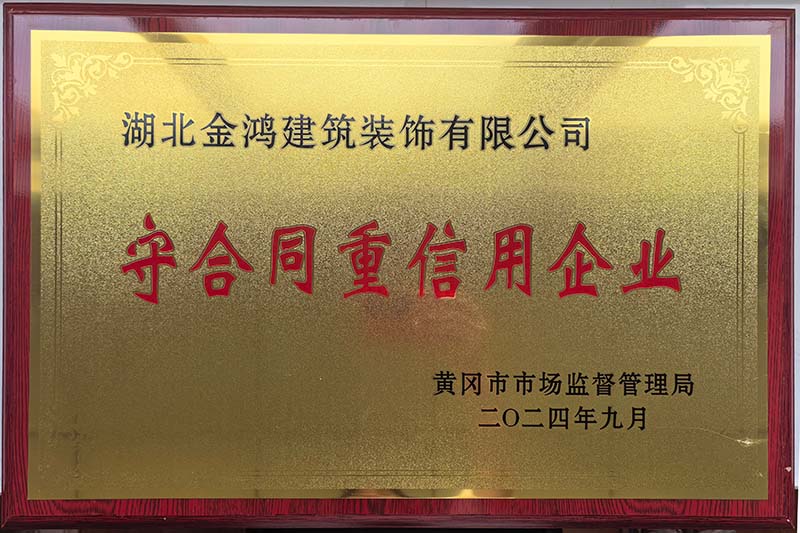 湖北金鸿建筑装饰有限公司
守合同重信用企业
黄冈市市场监督管理局
二〇二四年九月